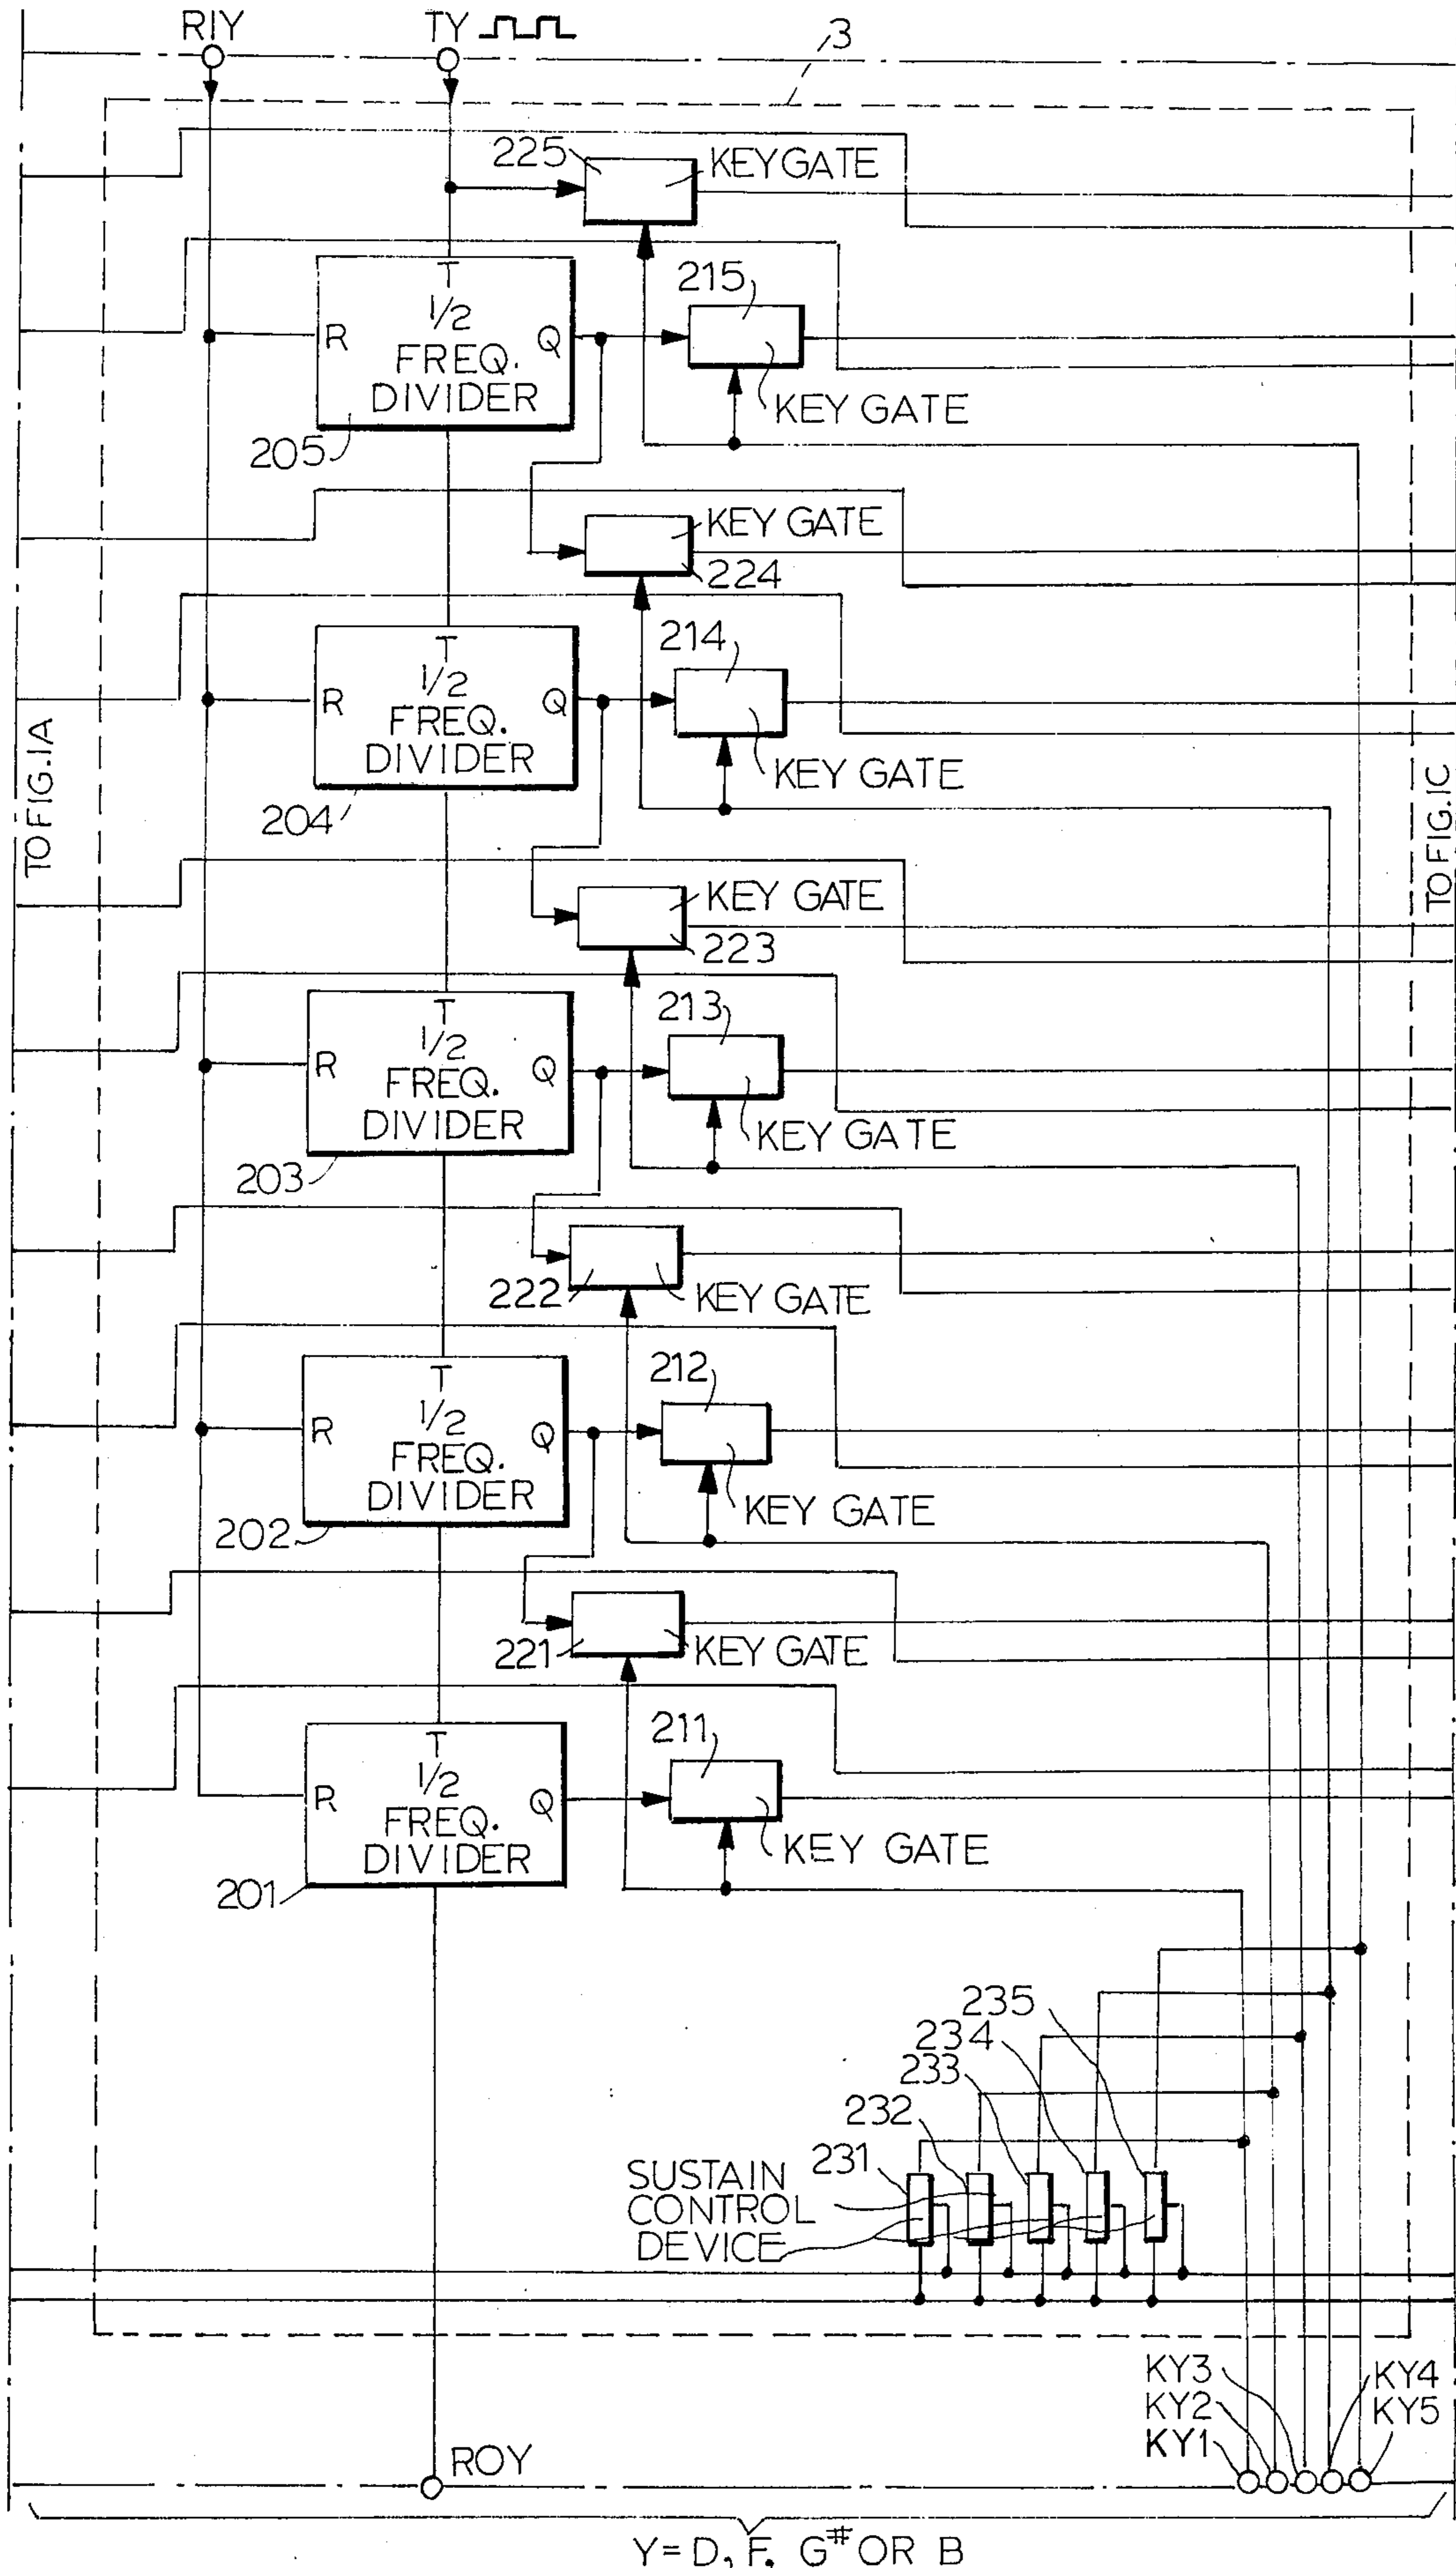 RIY
TY
3
225
KEY GATE
215
T
1/2
FREQ.
DIVIDER
R
Q
KEY GATE
205
KEY GATE
224
214
T
1/2
FREQ.
DIVIDER
R
Q
KEY GATE
204
TO FIG.1A
TO FIG.1C
KEY GATE
223
213
T
1/2
FREQ.
DIVIDER
R
Q
KEY GATE
203
222
KEY GATE
212
T
1/2
FREQ.
DIVIDER
R
Q
KEY GATE
202
221
KEY GATE
211
T
1/2
FREQ.
DIVIDER
R
Q
KEY GATE
201
235
234
233
232
231
SUSTAIN
CONTROL
DEVICE
KY3
KY2
KY1
KY4
KY5
ROY
Y=D, F, G# OR B